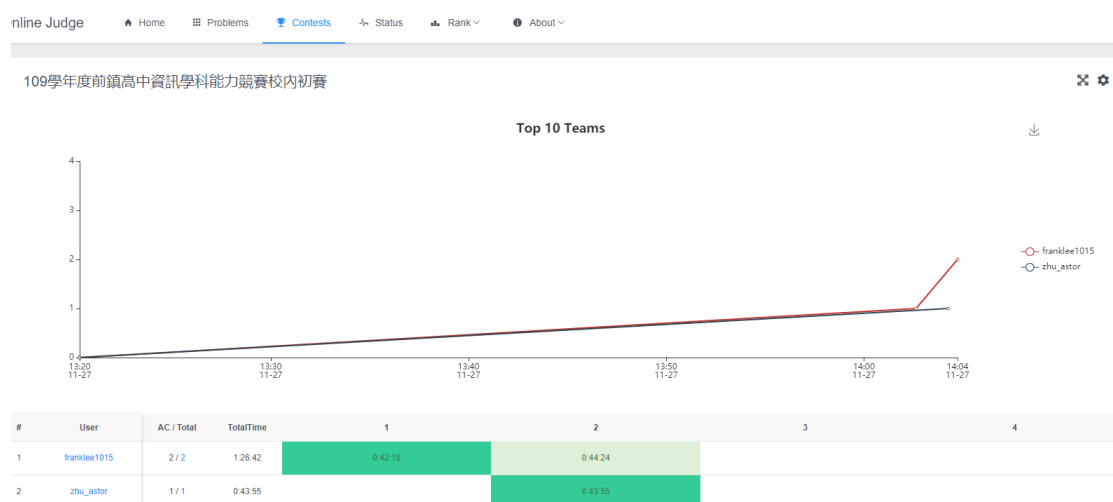 nline Judge Home Problems Contests Status Rank About
109學年度前鎮高中資訊學科能力競賽校內初賽
Top 10 Teams
4
3
2
franklee1015
zhu_astor
1
0
13:20 13:30 13:40 13:50 14:00 14:04
11-27 11-27 11-27 11-27 11-27 11-27
# User AC / Total TotalTime 1 2 3 4
1 franklee1015 2 / 2 1:26:42 0:42:18 0:44:24
2 zhu_astor 1 / 1 0:43:55 0:43:55